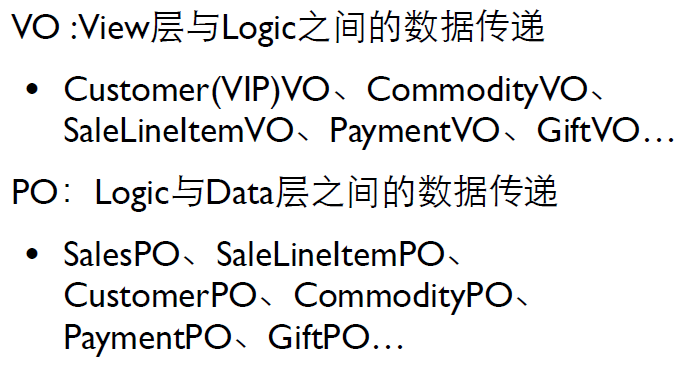 VO :View层与Logic之间的数据传递
• Customer(VIP)VO、CommodityVO、
SaleLineItemVO、PaymentVO、GiftVO…
PO：Logic与Data层之间的数据传递
• SalesPO、SaleLineItemPO、
CustomerPO、CommodityPO、
PaymentPO、GiftPO…